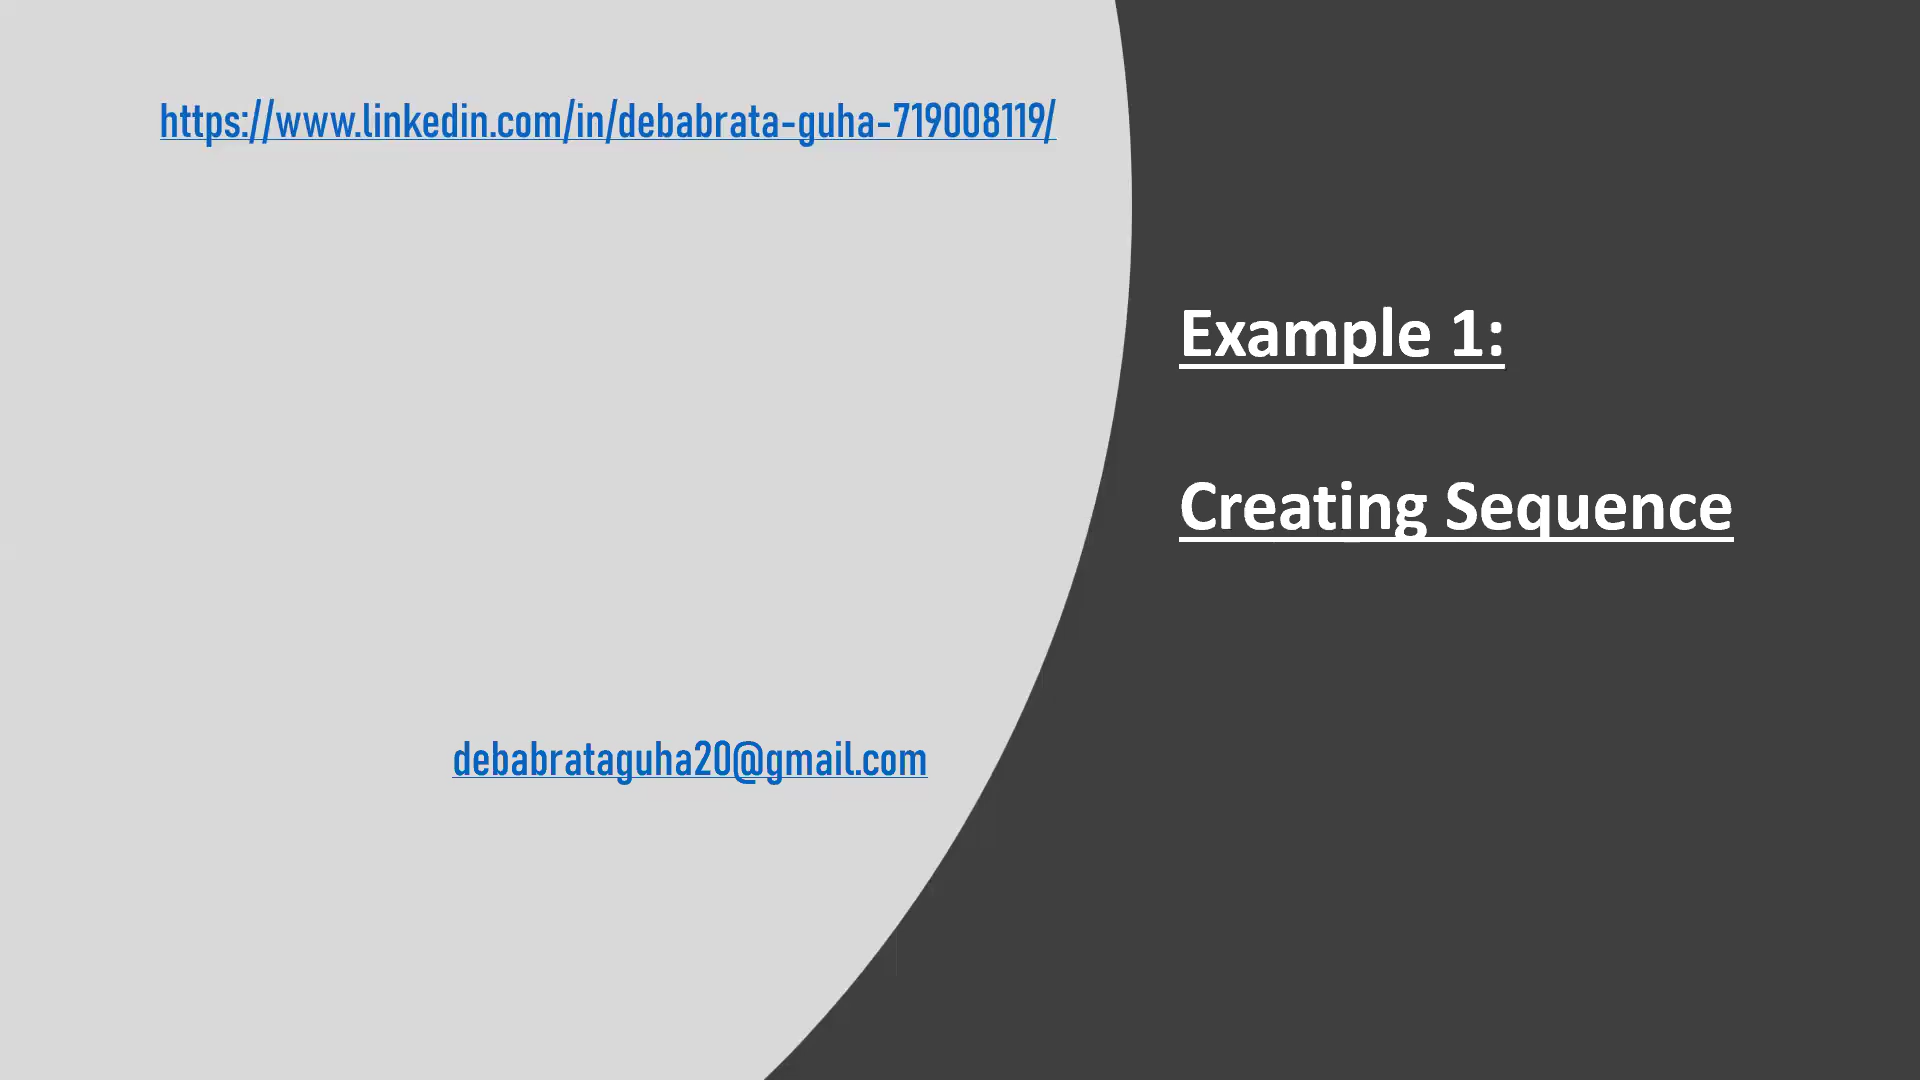 https://www.linkedin.com/in/debabrata-guha-719008119/
debabrataguha20@gmail.com
Example 1:
Creating Sequence